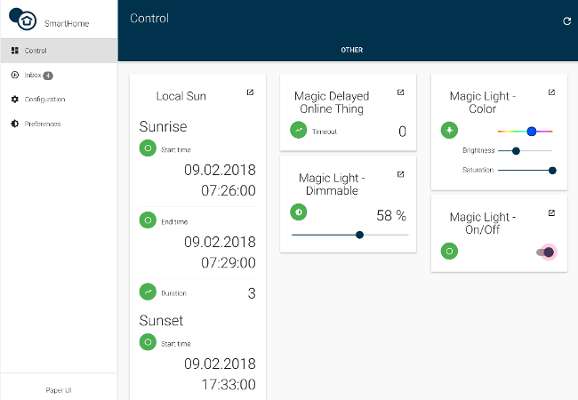 SmartHome
Control
Inbox 4
Configuration
Preferences
Paper UI
Control
OTHER
Local Sun
Sunrise
Start time
09.02.2018
07:26:00
End time
09.02.2018
07:29:00
Duration 3
Sunset
Start time
09.02.2018
17:33:00
Magic Delayed
Online Thing
Timeout 0
Magic Light -
Dimmable
58 %
Magic Light -
Color
Brightness
Saturation
Magic Light -
On/Off